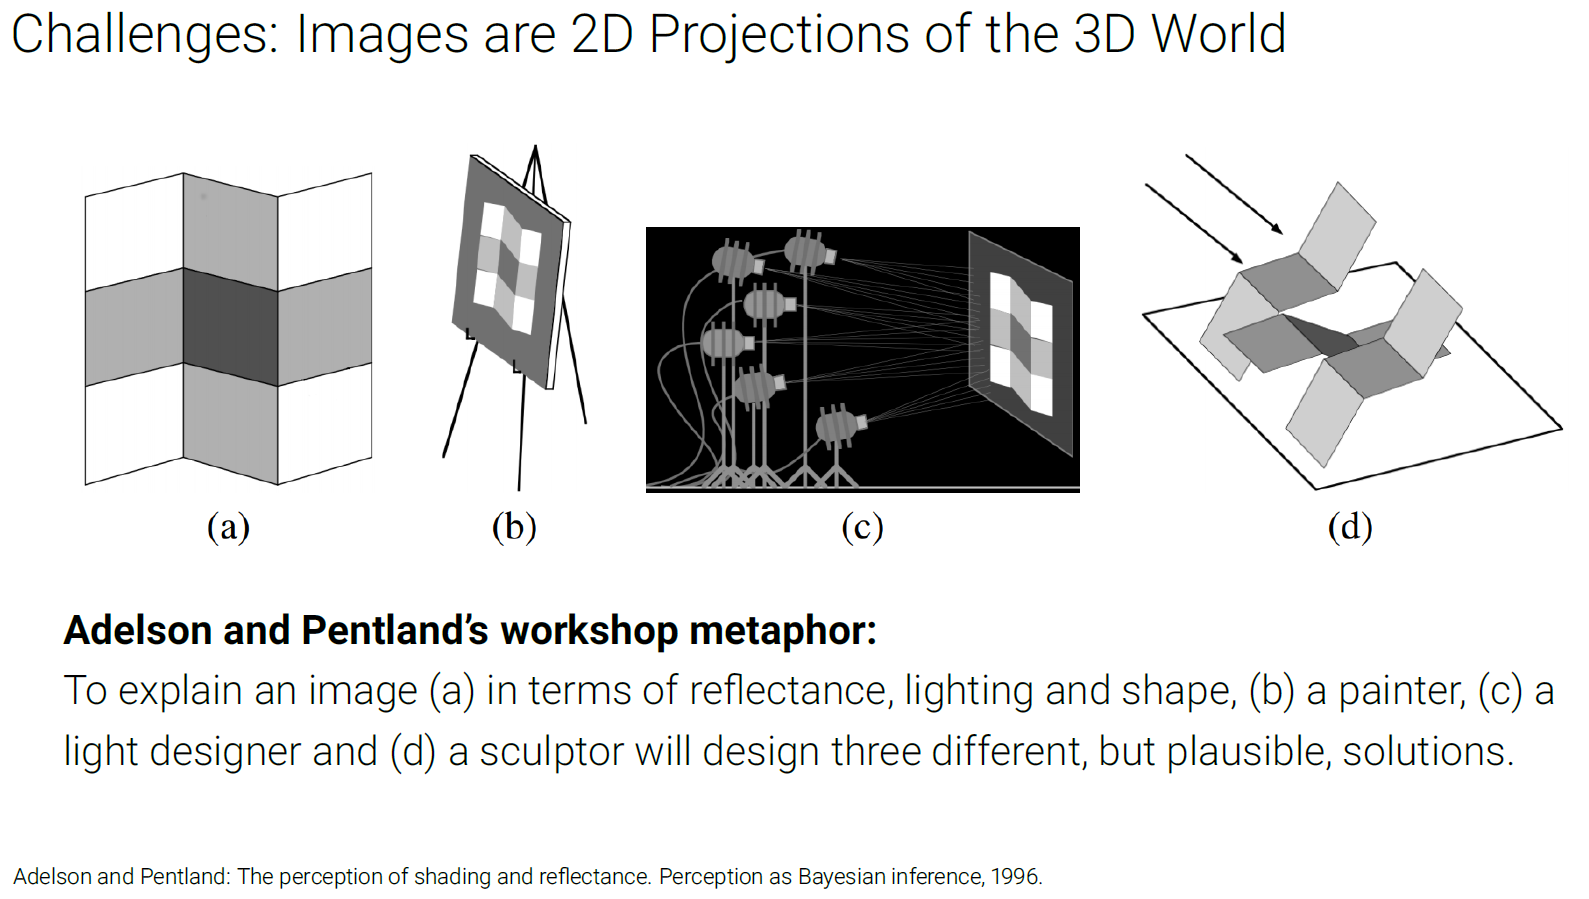 Challenges: Images are 2D Projections of the 3D World
(a) (b) (c) (d)
Adelson and Pentland’s workshop metaphor:
To explain an image (a) in terms of reflectance, lighting and shape, (b) a painter, (c) a
light designer and (d) a sculptor will design three different, but plausible, solutions.
Adelson and Pentland: The perception of shading and reflectance. Perception as Bayesian inference, 1996.